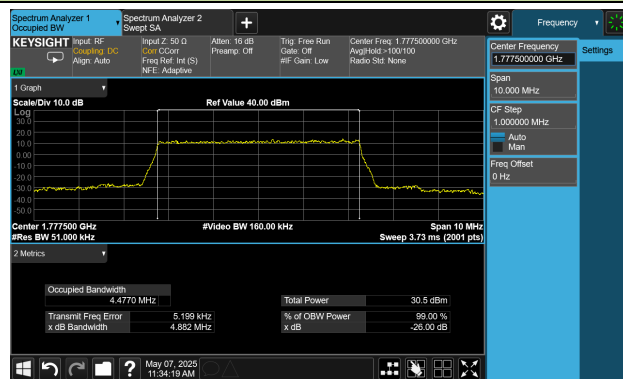 Spectrum Analyzer 1
Occupied BW
Spectrum Analyzer 2
Swept SA
Frequency
KEYSIGHT
Input: RF
Coupling: DC
Align: Auto
Input Z: 50 Ω
Corr CCorr
Freq Ref: Int (S)
NFE: Adaptive
Atten: 16 dB
Preamp: Off
Trig: Free Run
Gate: Off
#IF Gain: Low
Center Freq: 1.777500000 GHz
Avg|Hold:>100/100
Radio Std: None
Center Frequency
1.777500000 GHz
Settings
Span
10.000 MHz
CF Step
1.000000 MHz
Auto
Man
Freq Offset
0 Hz
1 Graph
Scale/Div 10.0 dB
Ref Value 40.00 dBm
Log
30.0
20.0
10.0
0.00
-10.0
-20.0
-30.0
-40.0
-50.0
Center 1.777500 GHz
#Video BW 160.00 kHz
Span 10 MHz
#Res BW 51.000 kHz
Sweep 3.73 ms (2001 pts)
2 Metrics
Occupied Bandwidth
4.4770 MHz
Total Power
30.5 dBm
Transmit Freq Error
5.199 kHz
% of OBW Power
99.00 %
x dB Bandwidth
4.882 MHz
x dB
-26.00 dB
May 07, 2025
11:34:19 AM